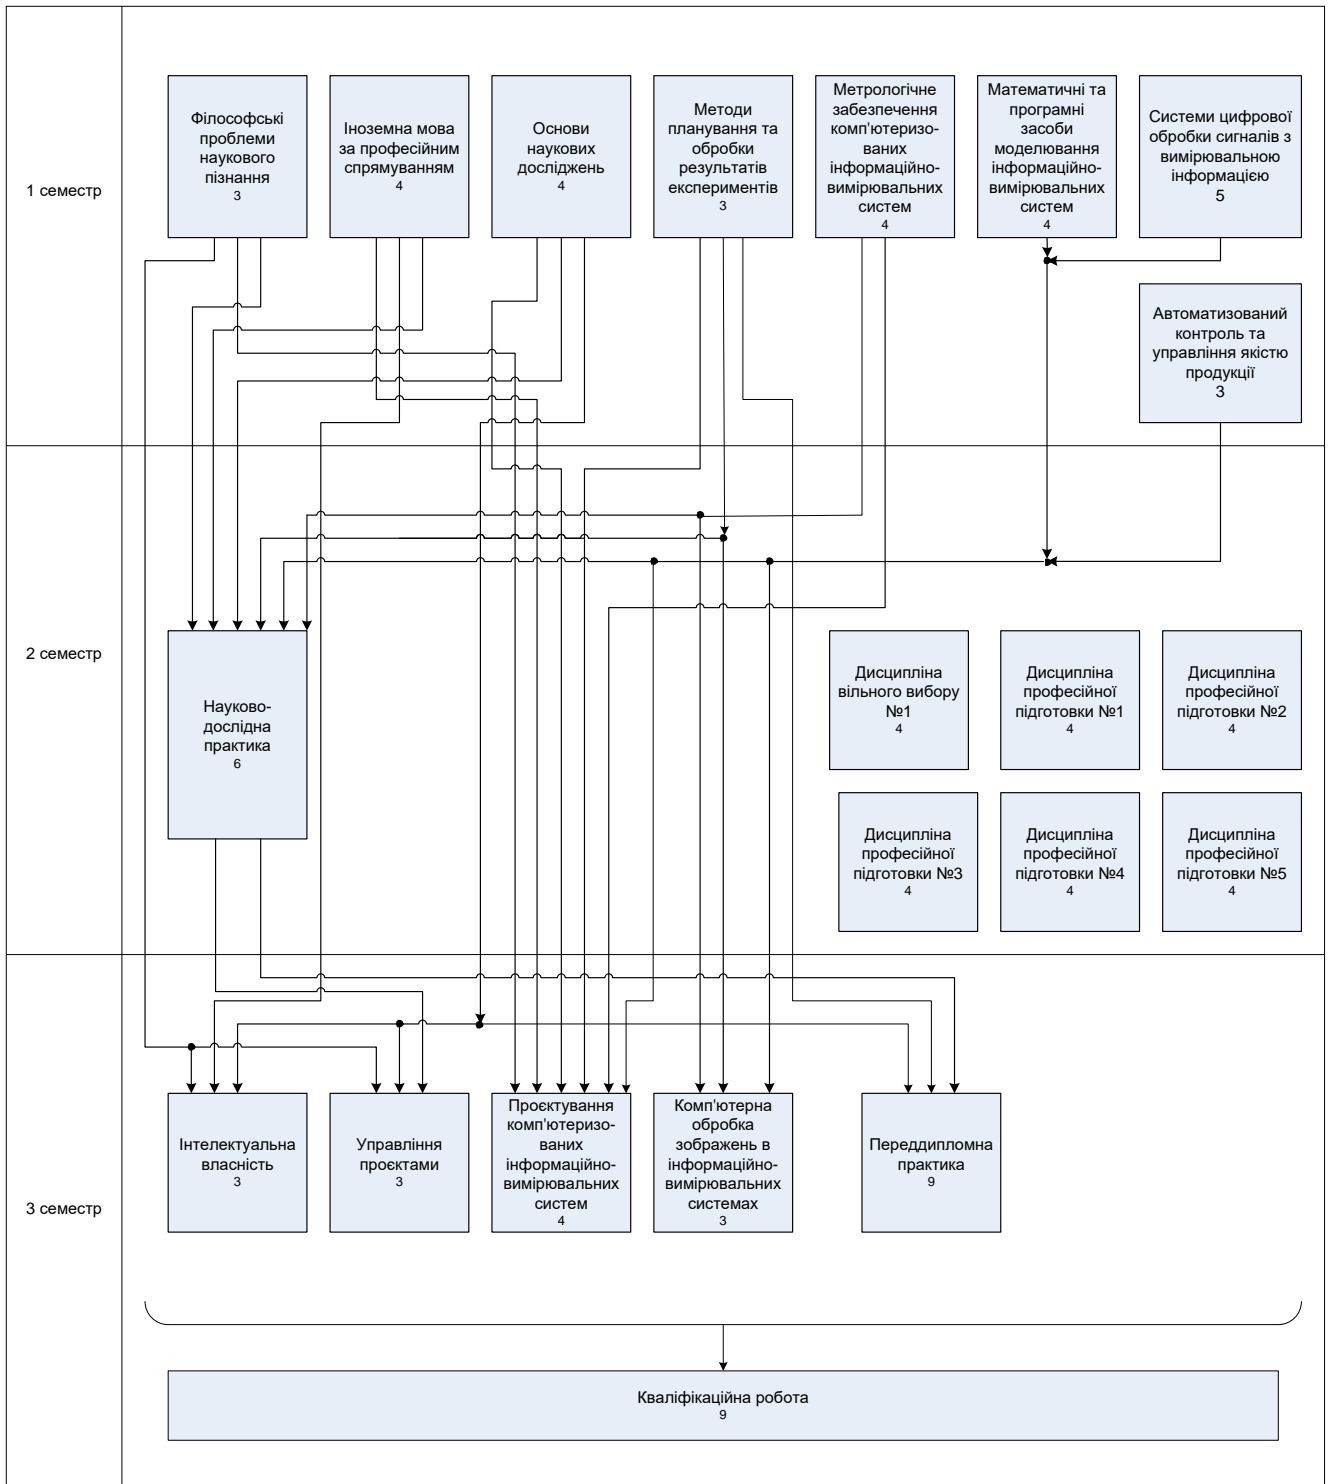 1 семестр
Філософські
проблеми
наукового
пізнання
3
Іноземна мова
за професійним
спрямуванням
4
Основи
наукових
досліджень
4
Методи
планування та
обробки
результатів
експериментів
3
Метрологічне
забезпечення
комп'ютеризо-
ваних
інформаційно-
вимірювальних
систем
4
Математичні та
програмні
засоби
моделювання
інформаційно-
вимірювальних
систем
4
Системи цифрової
обробки сигналів з
вимірювальною
інформацією
5
Автоматизований
контроль та
управління якістю
продукції
3
2 семестр
Науково-
дослідна
практика
6
Дисципліна
вільного вибору
№1
4
Дисципліна
професійної
підготовки №1
4
Дисципліна
професійної
підготовки №2
4
Дисципліна
професійної
підготовки №3
4
Дисципліна
професійної
підготовки №4
4
Дисципліна
професійної
підготовки №5
4
3 семестр
Інтелектуальна
власність
3
Управління
проєктами
3
Проєктування
комп'ютеризо-
ваних
інформаційно-
вимірювальних
систем
4
Комп'ютерна
обробка
зображень в
інформаційно-
вимірювальних
системах
3
Переддипломна
практика
9
Кваліфікаційна робота
9